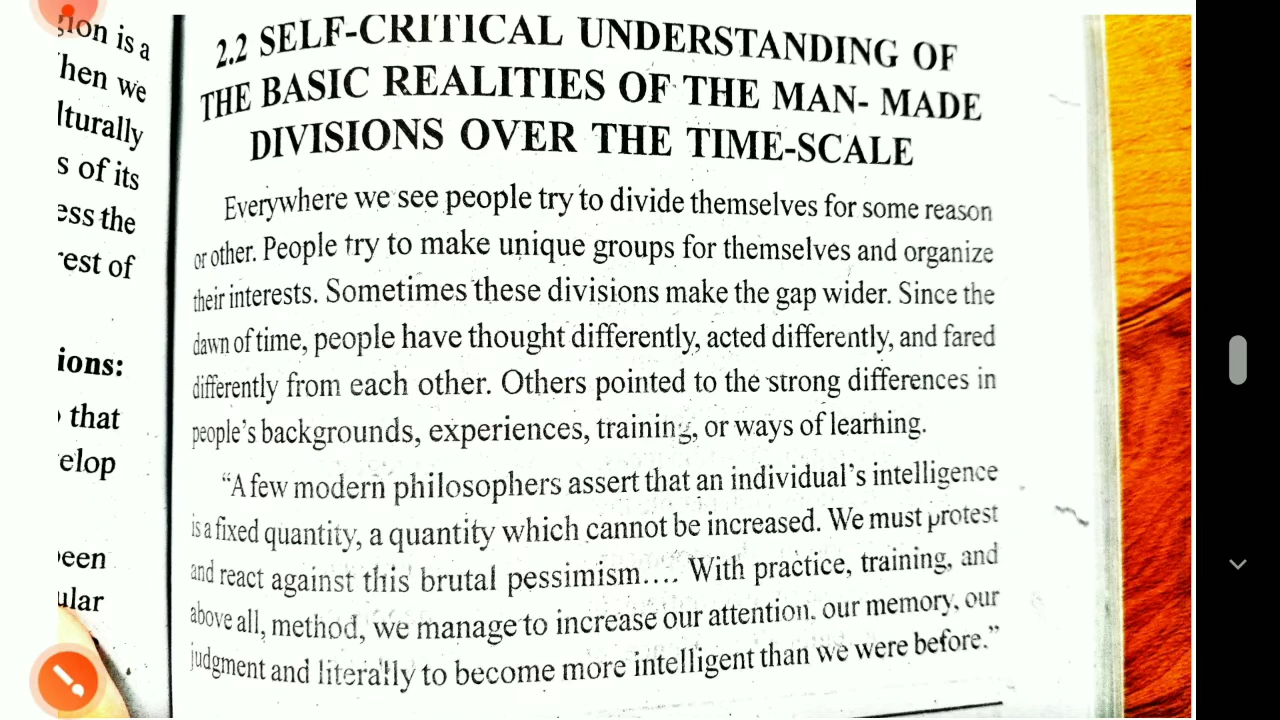 gion is a
hen we
lturally
s of its
ess the
rest of
ions:
that
elop
been
ular
2.2 SELF-CRITICAL UNDERSTANDING OF
THE BASIC REALITIES OF THE MAN- MADE
DIVISIONS OVER THE TIME-SCALE
Everywhere we see people try to divide themselves for some reason
or other. People try to make unique groups for themselves and organize
their interests. Sometimes these divisions make the gap wider. Since the
dawn of time, people have thought differently, acted differently, and fared
differently from each other. Others pointed to the strong differences in
people's backgrounds, experiences, training, or ways of learning.
“A few modern philosophers assert that an individual's intelligence
is a fixed quantity, a quantity which cannot be increased. We must protest
and react against this brutal pessimism.... With practice, training, and
above all, method, we manage to increase our attention, our memory, our
judgment and literally to become more intelligent than we were before.”